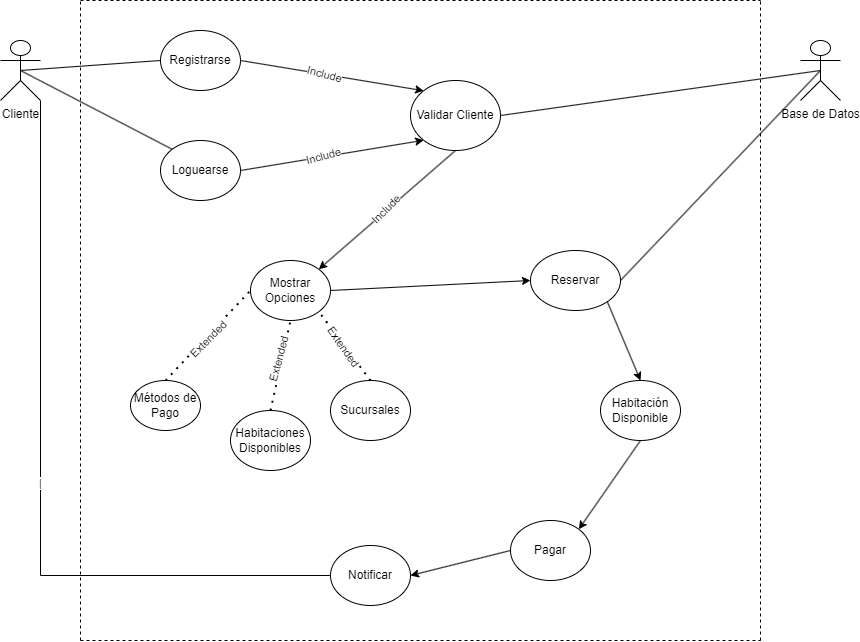 Registrarse
Include
Cliente
Validar Cliente
Base de Datos
Include
Loguearse
Include
Mostrar
Opciones
Reservar
Extended
Extended
Extended
Métodos de
Pago
Sucursales
Habitación
Disponible
Habitaciones
Disponibles
Pagar
Notificar